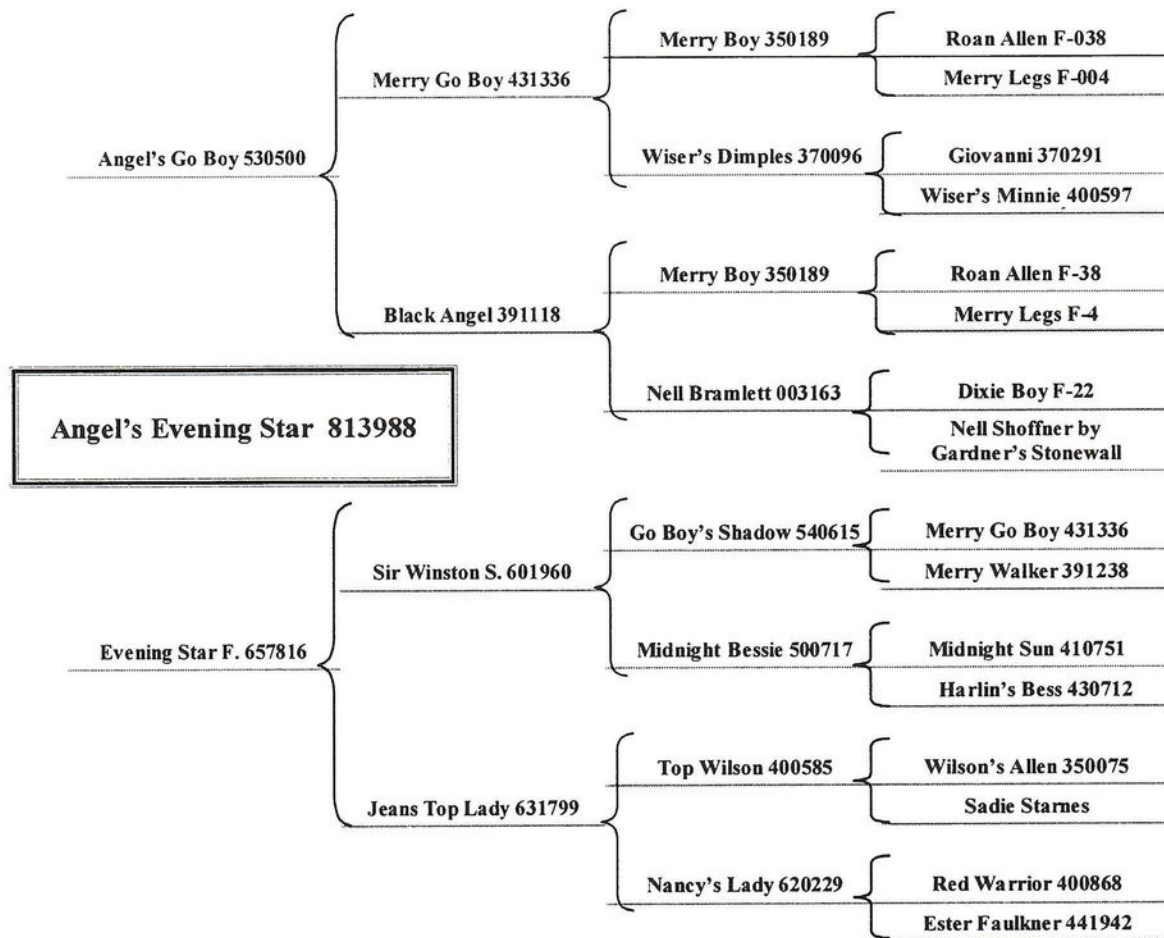 Merry Boy 350189
Roan Allen F-038
Merry Legs F-004
Merry Go Boy 431336
Wiser's Dimples 370096
Giovanni 370291
Wiser's Minnie 400597
Angel's Go Boy 530500
Merry Boy 350189
Roan Allen F-38
Merry Legs F-4
Black Angel 391118
Nell Bramlett 003163
Dixie Boy F-22
Nell Shoffner by
Gardner's Stonewall
Angel's Evening Star 813988
Go Boy's Shadow 540615
Merry Go Boy 431336
Merry Walker 391238
Sir Winston S. 601960
Midnight Bessie 500717
Midnight Sun 410751
Harlin's Bess 430712
Evening Star F. 657816
Top Wilson 400585
Wilson's Allen 350075
Sadie Starnes
Jeans Top Lady 631799
Nancy's Lady 620229
Red Warrior 400868
Ester Faulkner 441942